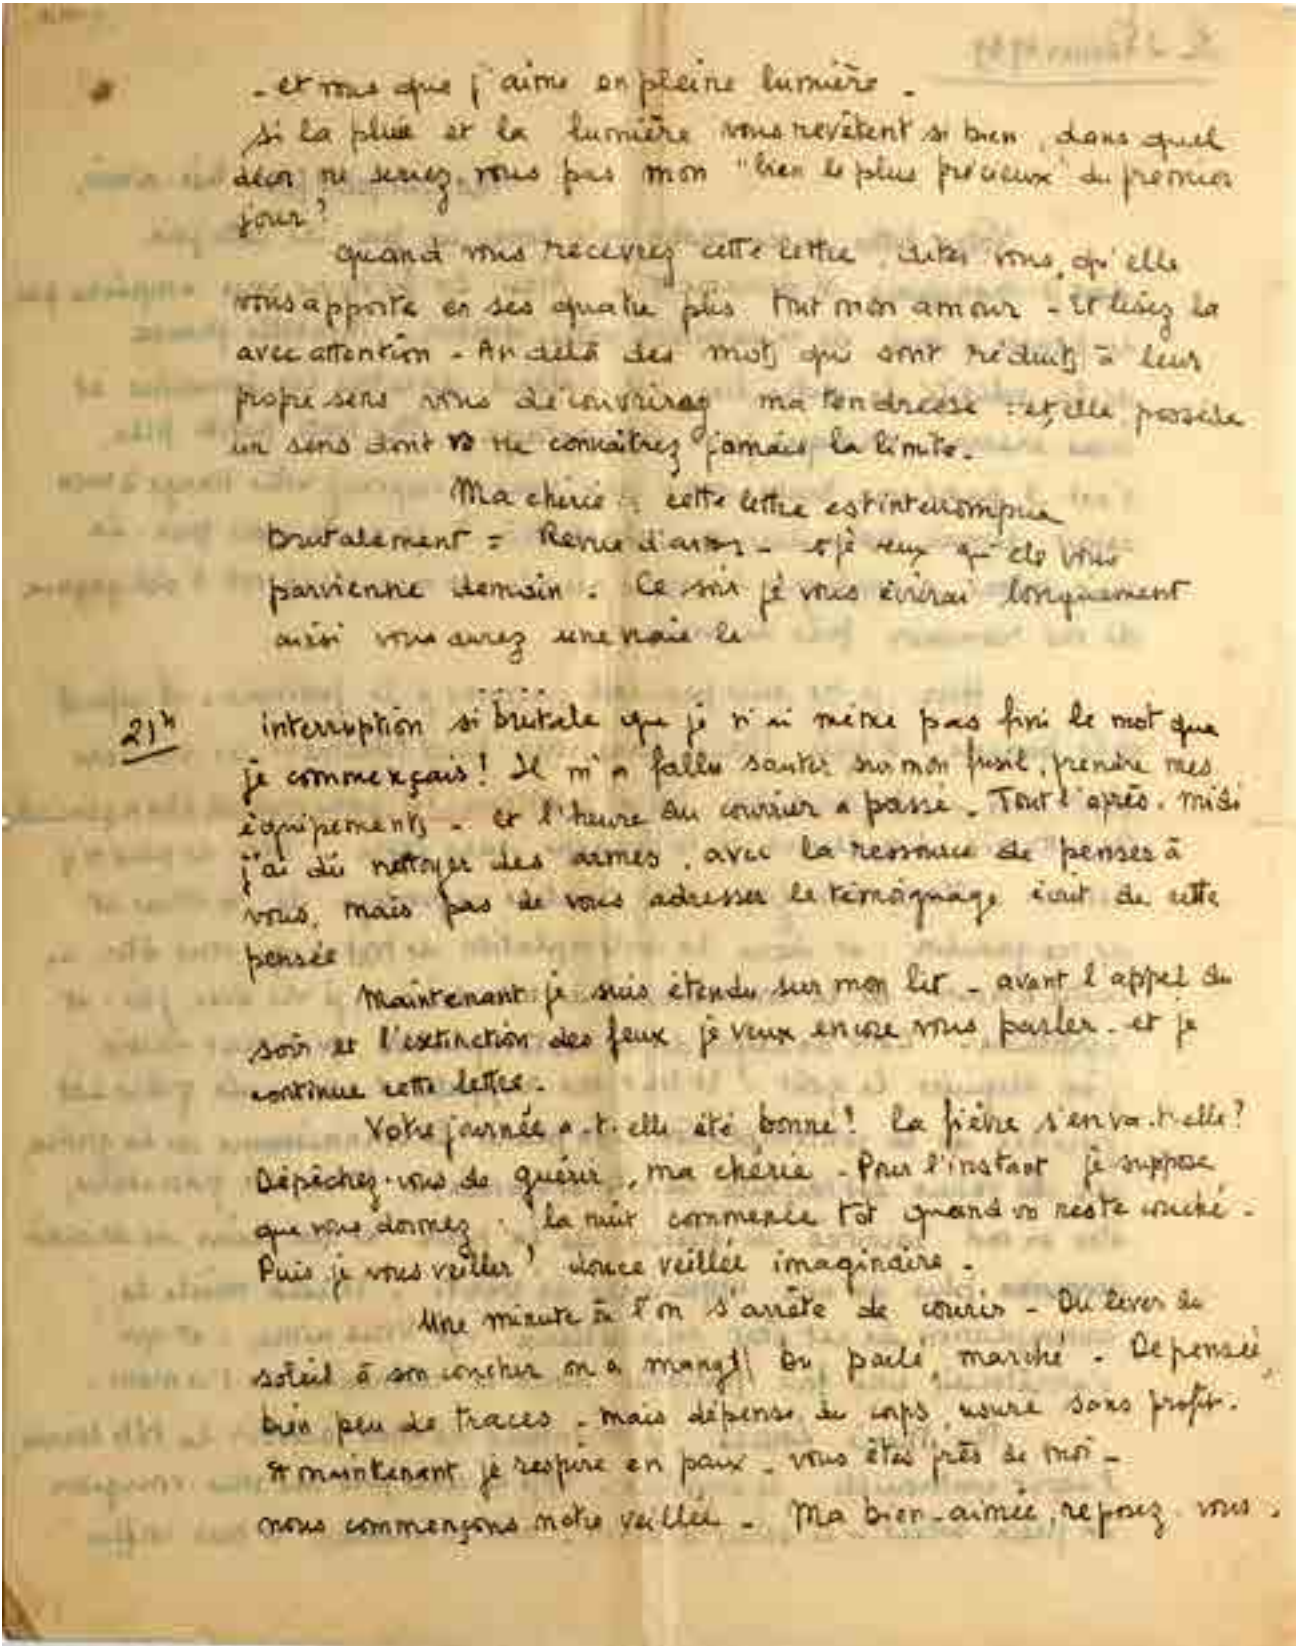 - et vous que j'aime en pleine lumière -
si la pluie et la lumière vous revêtent si bien, dans quel
décor ne seriez-vous pas mon "bien le plus précieux" du premier
jour?
quand vous recevrez cette lettre, dites vous, qu'elle
vous apporte en ses quatre plis tout mon amour - Et lisez la
avec attention - Au delà des mots qui sont réduits à leur
propre sens vous découvrirez ma tendresse : et, elle possède
un sens dont vs ne connaîtrez jamais la limite.
Ma chérie : cette lettre est interrompue
brutalement = Revue d'armes - et je veux qu'elle vous
parvienne demain. Ce soir je vous écrirai longuement
ainsi vous aurez une vraie le
.......
21h interruption si brutale que je n'ai même pas fini le mot que
je commençais! Il m'a fallu sauter sur mon fusil, prendre mes
équipements - et l'heure du courrier a passé. Tout l'après-midi
j'ai dû nettoyer des armes, avec la ressource de penser à
vous, mais pas de vous adresser le témoignage écrit de cette
pensée
Maintenant je suis étendu sur mon lit - avant l'appel du
soir et l'extinction des feux je veux encore vous parler - et je
continue cette lettre.
Votre journée a-t-elle été bonne? La fièvre s'en va-t-elle?
Dépêchez-vous de guérir, ma chérie - Pour l'instant je suppose
que vous dormez : la nuit commence tôt quand on reste couché -
Puis-je vous veiller? douce veillée imaginaire -
Une minute où l'on s'arrête de courir - Du lever du
soleil à son coucher on a mangé, bu, parlé, marché - De pensée,
bien peu de traces - mais dépense du corps, usure sans profit.
Et maintenant je respire en paix - vous êtes près de moi -
nous commençons notre veillée - Ma bien-aimée, reposez-vous.